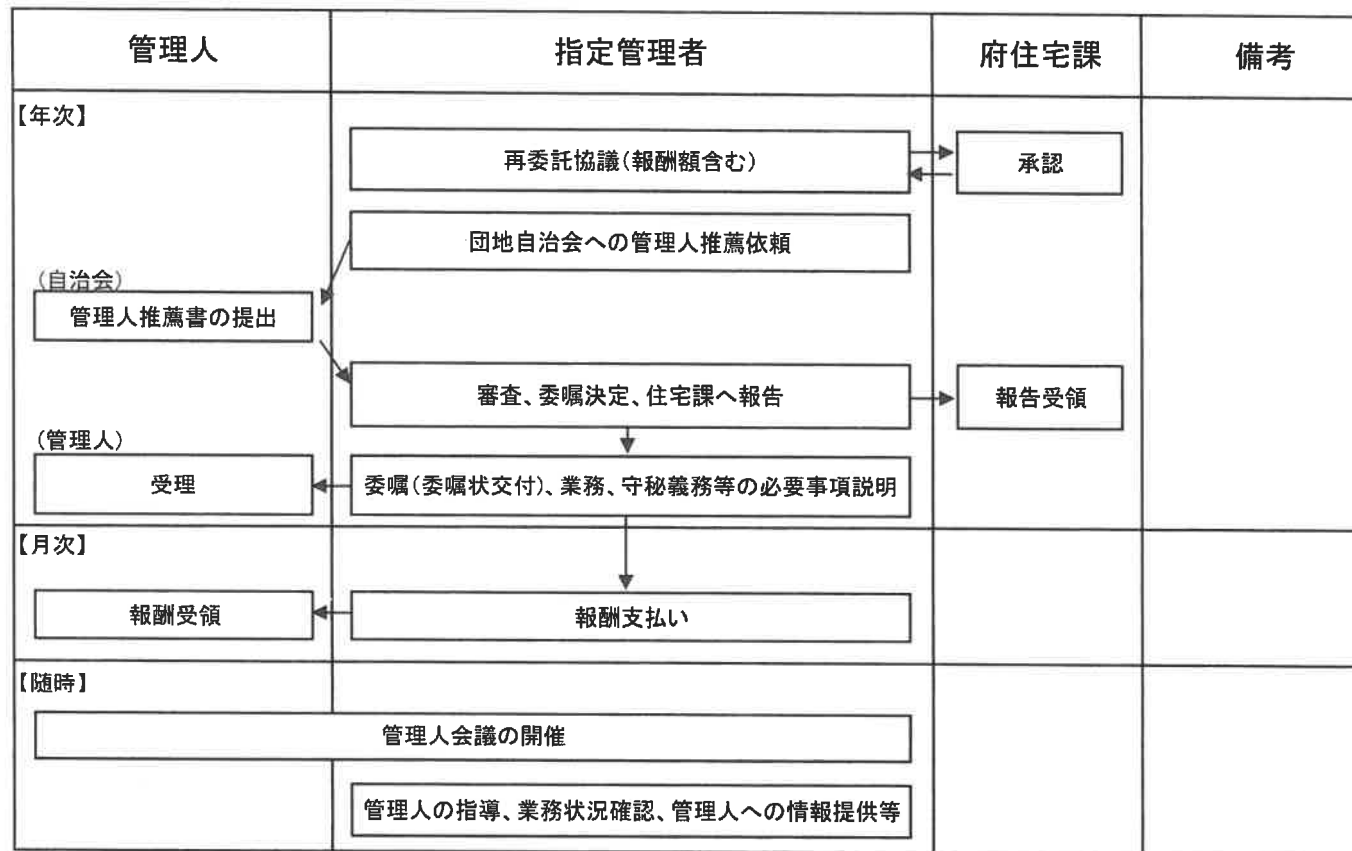 管理人
指定管理者
府住宅課
備考
【年次】
再委託協議(報酬額含む)
承認
団地自治会への管理人推薦依頼
(自治会)
管理人推薦書の提出
審査、委嘱決定、住宅課へ報告
報告受領
(管理人)
受理
委嘱(委嘱状交付)、業務、守秘義務等の必要事項説明
【月次】
報酬受領
報酬支払い
【随時】
管理人会議の開催
管理人の指導、業務状況確認、管理人への情報提供等